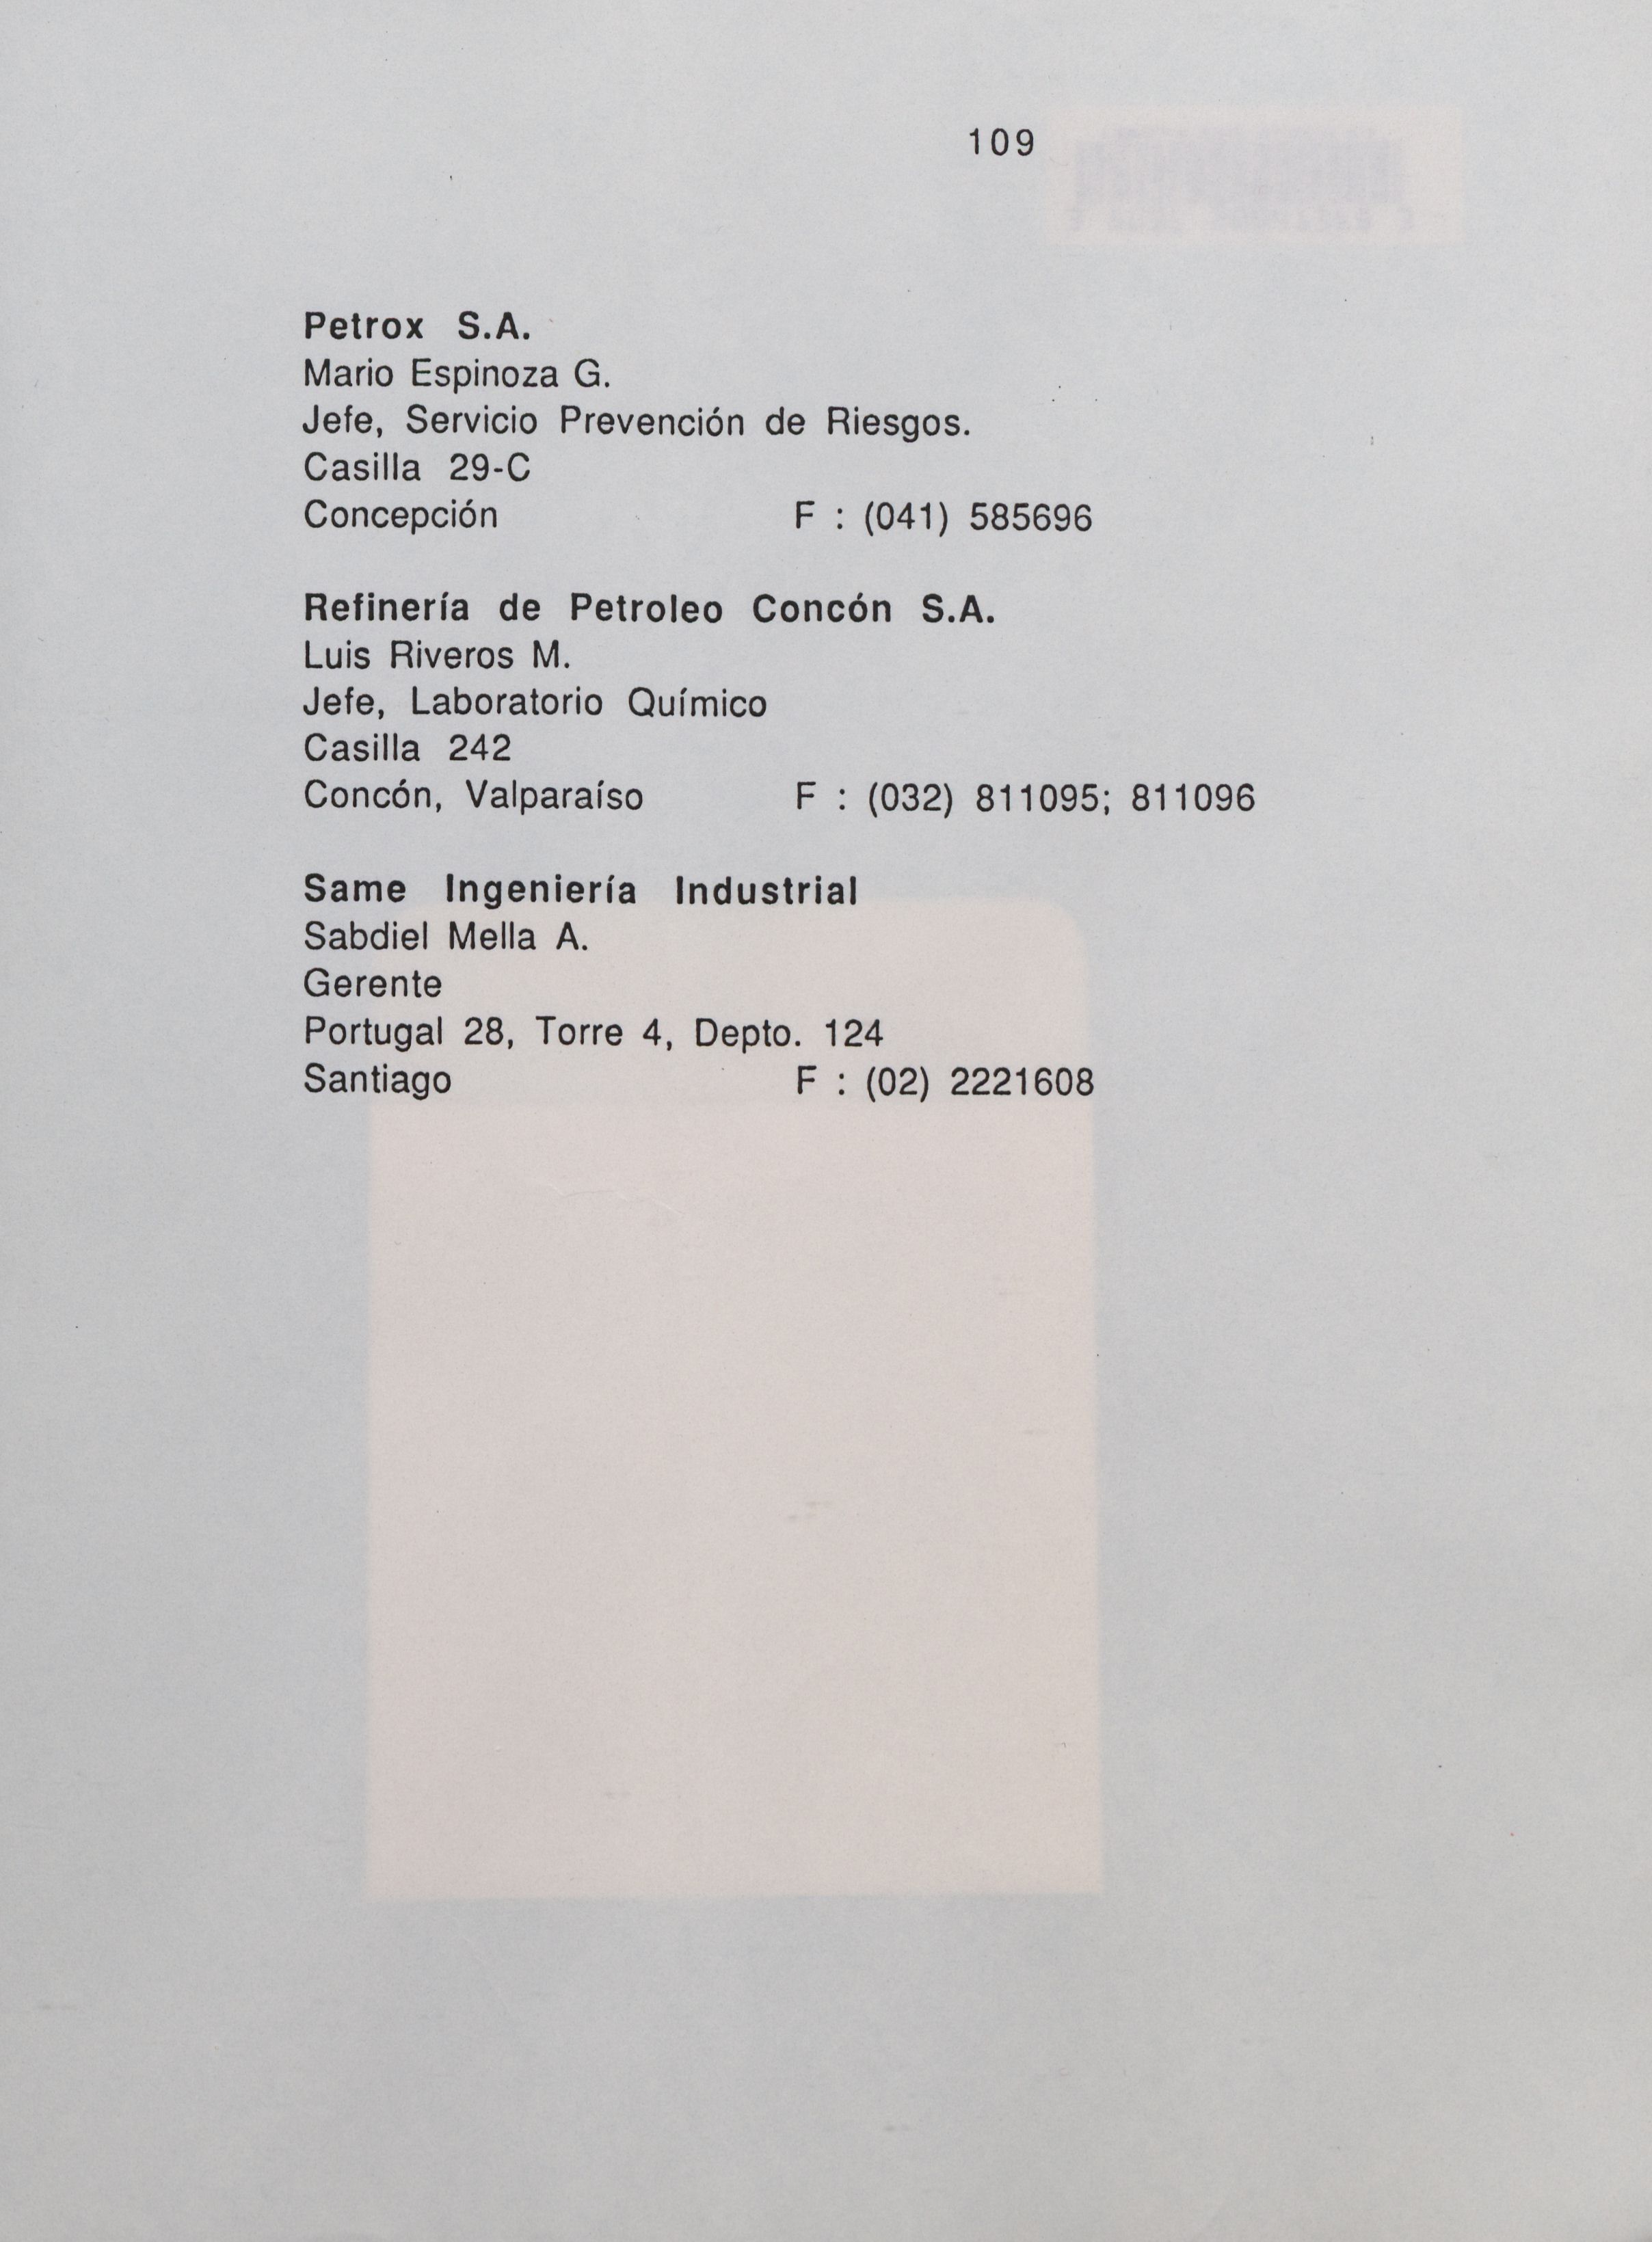 109
Petrox S.A.
Mario Espinoza G.
Jefe, Servicio Prevención de Riesgos.
Casilla 29-C
Concepción F : (041) 585696
Refinería de Petroleo Concón S.A.
Luis Riveros M.
Jefe, Laboratorio Químico
Casilla 242
Concón, Valparaíso F : (032) 811095; 811096
Same Ingeniería Industrial
Sabdiel Mella A.
Gerente
Portugal 28, Torre 4, Depto. 124
Santiago F : (02) 2221608